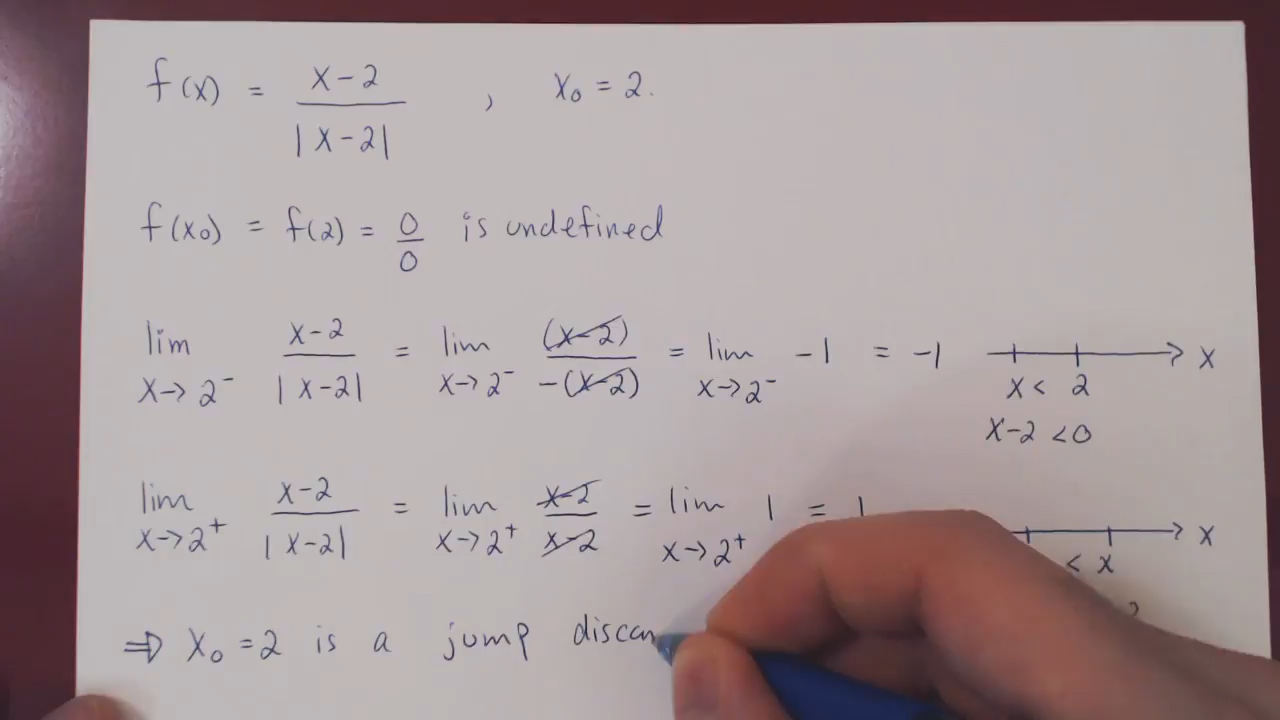 f(x) = x-2 / |x-2| , x₀ = 2.
f(x₀) = f(2) = 0/0 is undefined
lim x→2⁻ x-2 / |x-2| = lim x→2⁻ (x-2) / -(x-2) = lim x→2⁻ -1 = -1
x
x < 2
x-2 < 0
lim x→2⁺ x-2 / |x-2| = lim x→2⁺ x-2 / x-2 = lim x→2⁺ 1 = 1
x
< x
⇒ x₀ = 2 is a jump